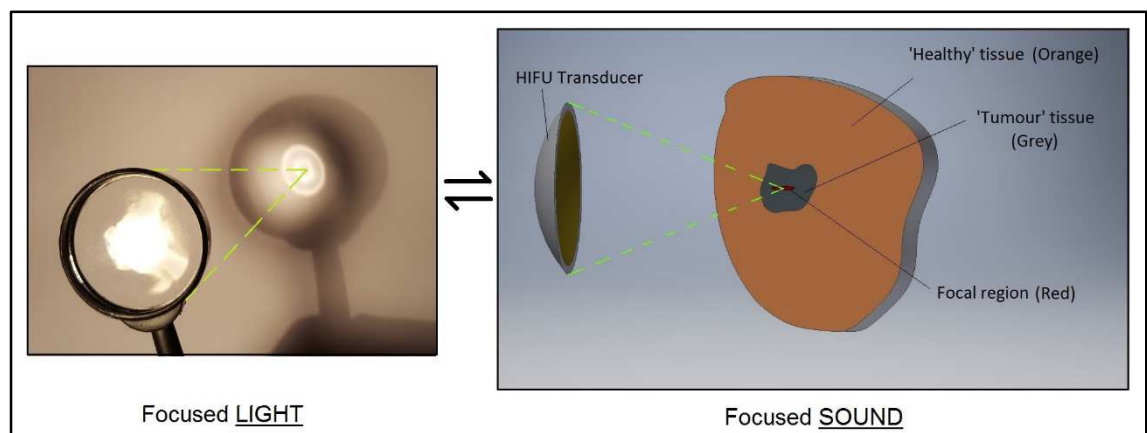 HIFU Transducer
'Healthy' tissue (Orange)
'Tumour' tissue
(Grey)
Focal region (Red)
Focused LIGHT
Focused SOUND